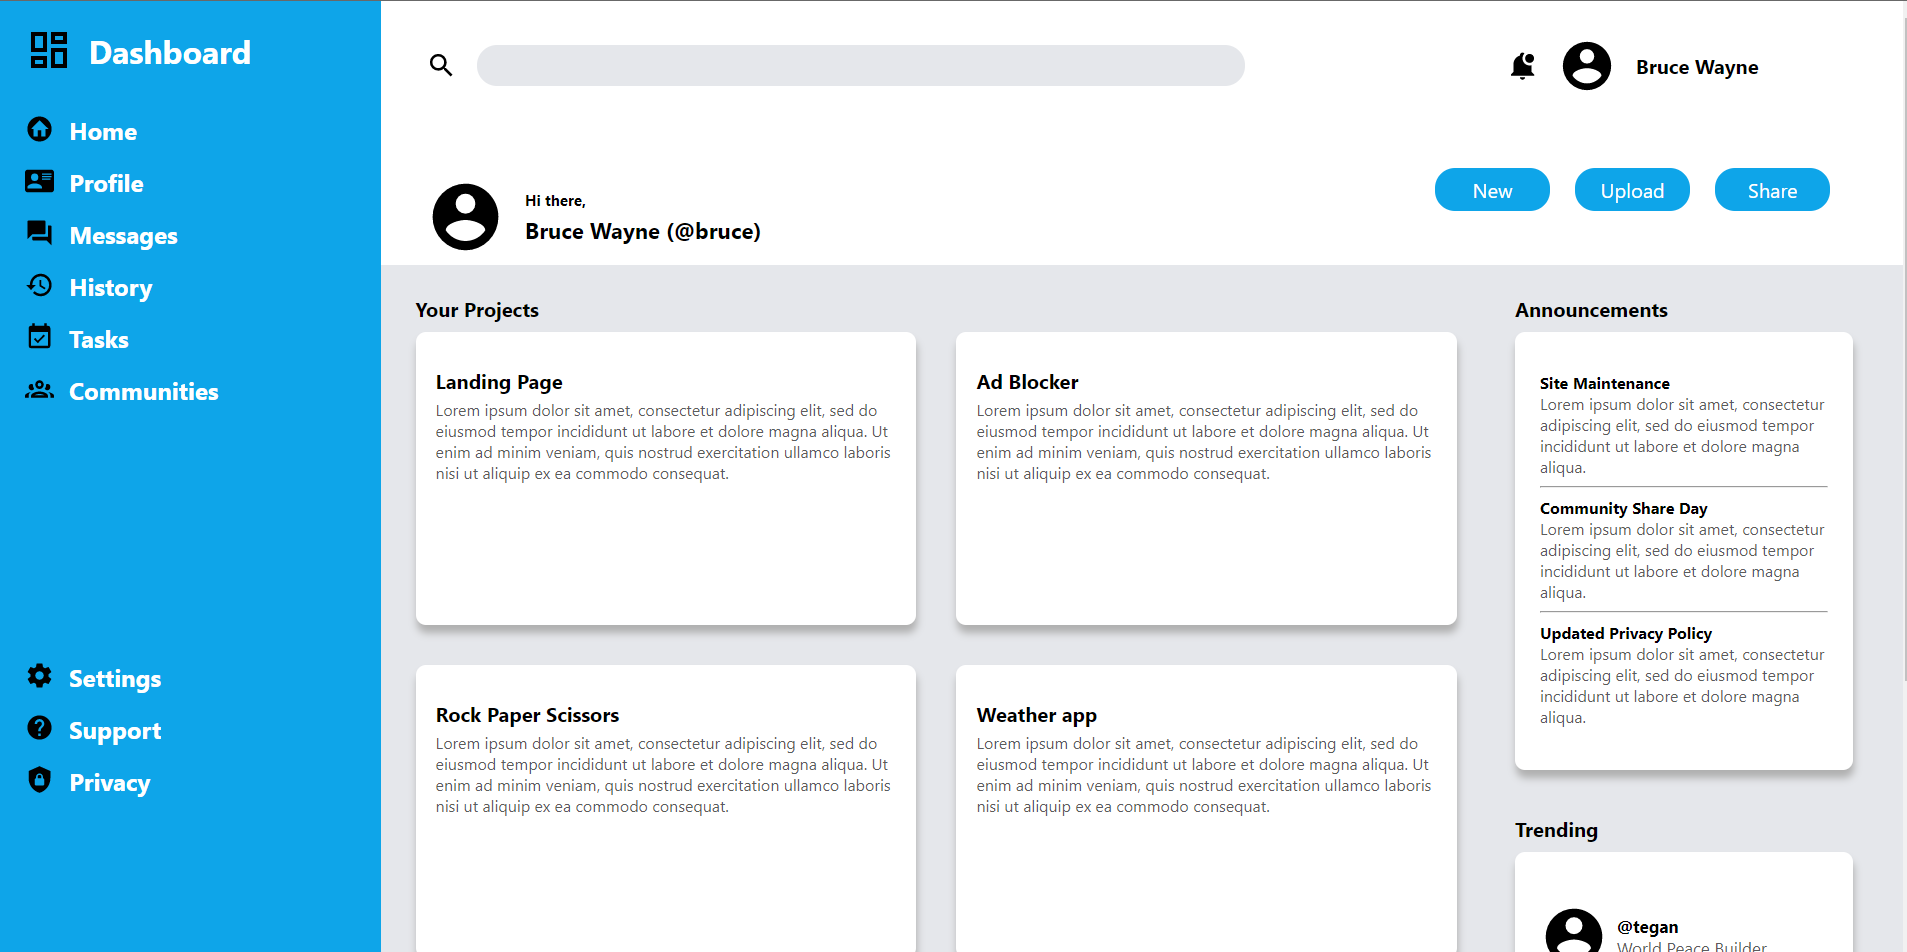 Dashboard
Home
Profile
Messages
History
Tasks
Communities
Settings
Support
Privacy
Bruce Wayne
Hi there,
Bruce Wayne (@bruce)
New
Upload
Share
Your Projects
Landing Page
Lorem ipsum dolor sit amet, consectetur adipiscing elit, sed do
eiusmod tempor incididunt ut labore et dolore magna aliqua. Ut
enim ad minim veniam, quis nostrud exercitation ullamco laboris
nisi ut aliquip ex ea commodo consequat.
Ad Blocker
Lorem ipsum dolor sit amet, consectetur adipiscing elit, sed do
eiusmod tempor incididunt ut labore et dolore magna aliqua. Ut
enim ad minim veniam, quis nostrud exercitation ullamco laboris
nisi ut aliquip ex ea commodo consequat.
Rock Paper Scissors
Lorem ipsum dolor sit amet, consectetur adipiscing elit, sed do
eiusmod tempor incididunt ut labore et dolore magna aliqua. Ut
enim ad minim veniam, quis nostrud exercitation ullamco laboris
nisi ut aliquip ex ea commodo consequat.
Weather app
Lorem ipsum dolor sit amet, consectetur adipiscing elit, sed do
eiusmod tempor incididunt ut labore et dolore magna aliqua. Ut
enim ad minim veniam, quis nostrud exercitation ullamco laboris
nisi ut aliquip ex ea commodo consequat.
Announcements
Site Maintenance
Lorem ipsum dolor sit amet, consectetur
adipiscing elit, sed do eiusmod tempor
incididunt ut labore et dolore magna
aliqua.
Community Share Day
Lorem ipsum dolor sit amet, consectetur
adipiscing elit, sed do eiusmod tempor
incididunt ut labore et dolore magna
aliqua.
Updated Privacy Policy
Lorem ipsum dolor sit amet, consectetur
adipiscing elit, sed do eiusmod tempor
incididunt ut labore et dolore magna
aliqua.
Trending
@tegan
World Peace Builder